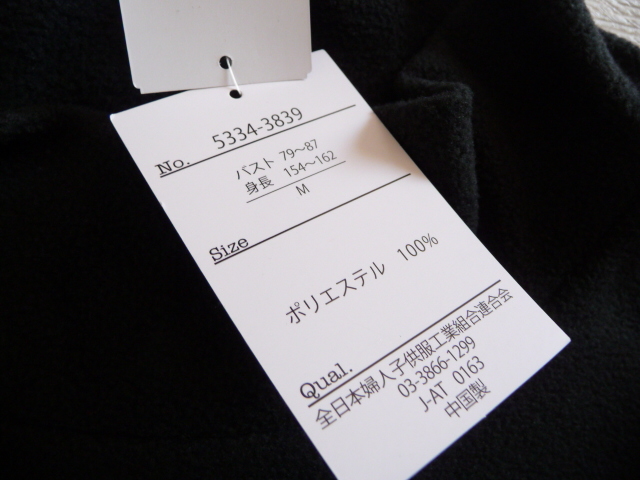 No. 5334-3839
バスト 79～87
身長 154～162
M
Size
ポリエステル 100%
Qual.
全日本婦人子供服工業組合連合会
03-3866-1299
J-AT 0163
中国製